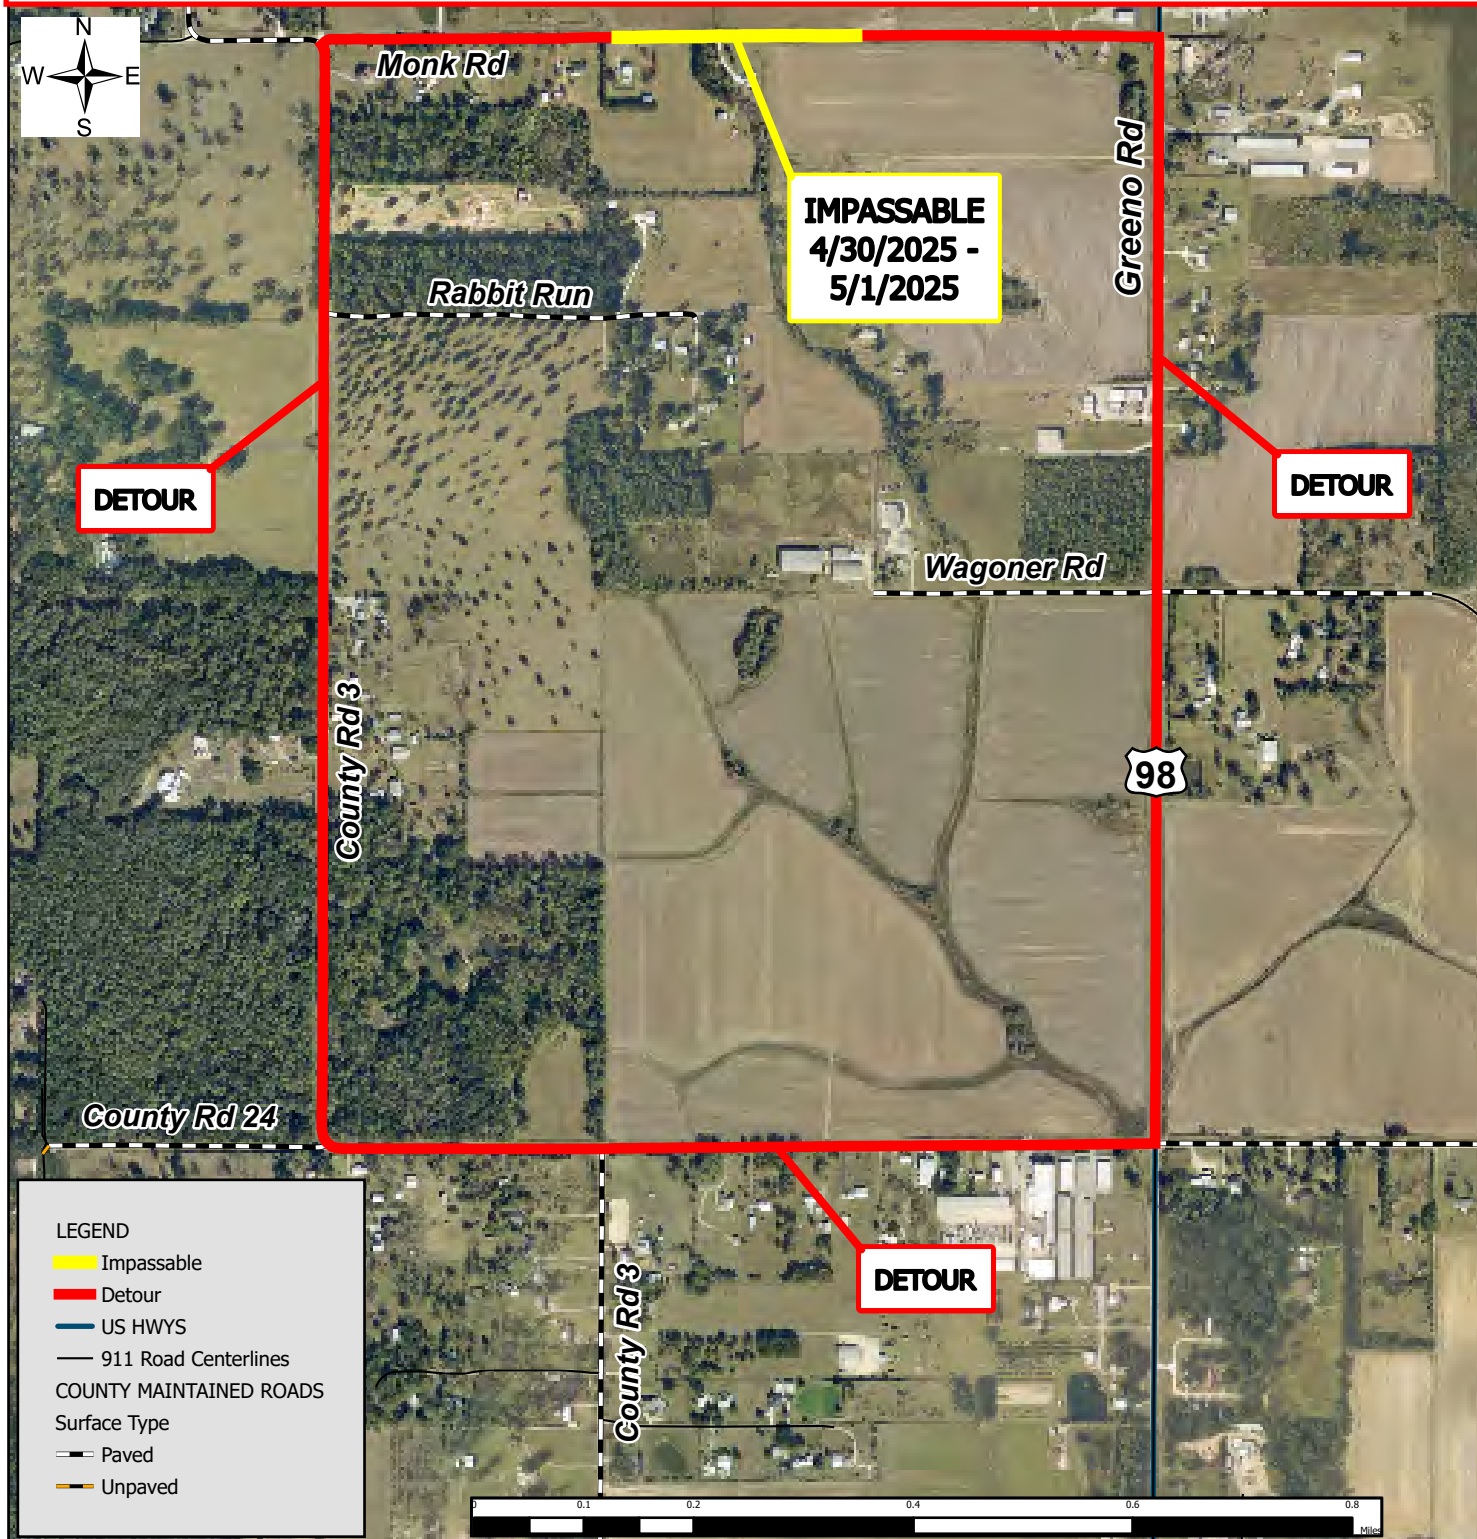 N
W E
S
Monk Rd
IMPASSABLE
4/30/2025 -
5/1/2025
Greeno Rd
Rabbit Run
DETOUR
DETOUR
Wagoner Rd
County Rd 3
98
County Rd 24
DETOUR
County Rd 3
LEGEND
Impassable
Detour
US HWYS
911 Road Centerlines
COUNTY MAINTAINED ROADS
Surface Type
Paved
Unpaved
0 0.1 0.2 0.4 0.6 0.8
Miles